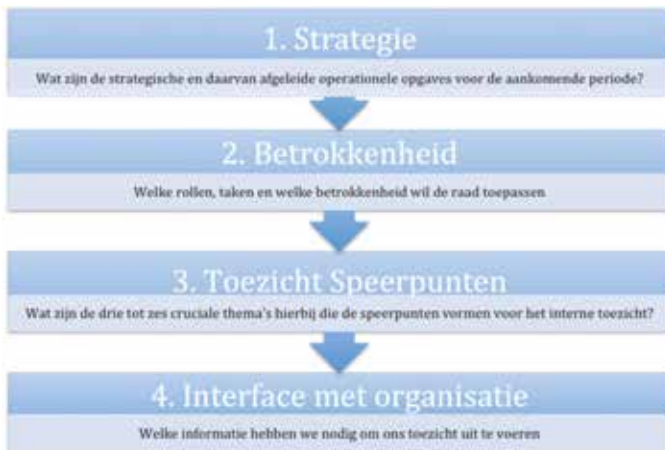 1. Strategie
Wat zijn de strategische en daarvan afgeleide operationele opgaves voor de aankomende periode?
2. Betrokkenheid
Welke rollen, taken en welke betrokkenheid wil de raad toepassen
3. Toezicht Speerpunten
Wat zijn de drie tot zes cruciale thema's hierbij die de speerpunten vormen voor het interne toezicht?
4. Interface met organisatie
Welke informatie hebben we nodig om ons toezicht uit te voeren